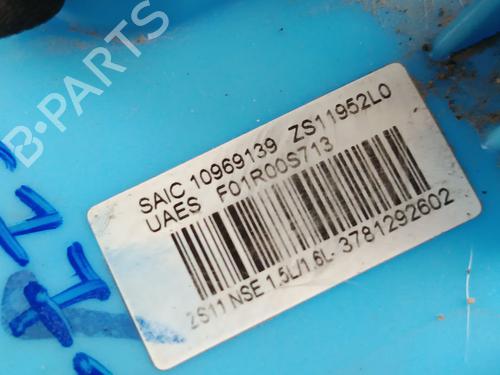 SAIC 10969139 ZS11952L0
UAES F01R00S713
ZS11 NSE 1.5L/1.6L- 3781292602
B-PARTS